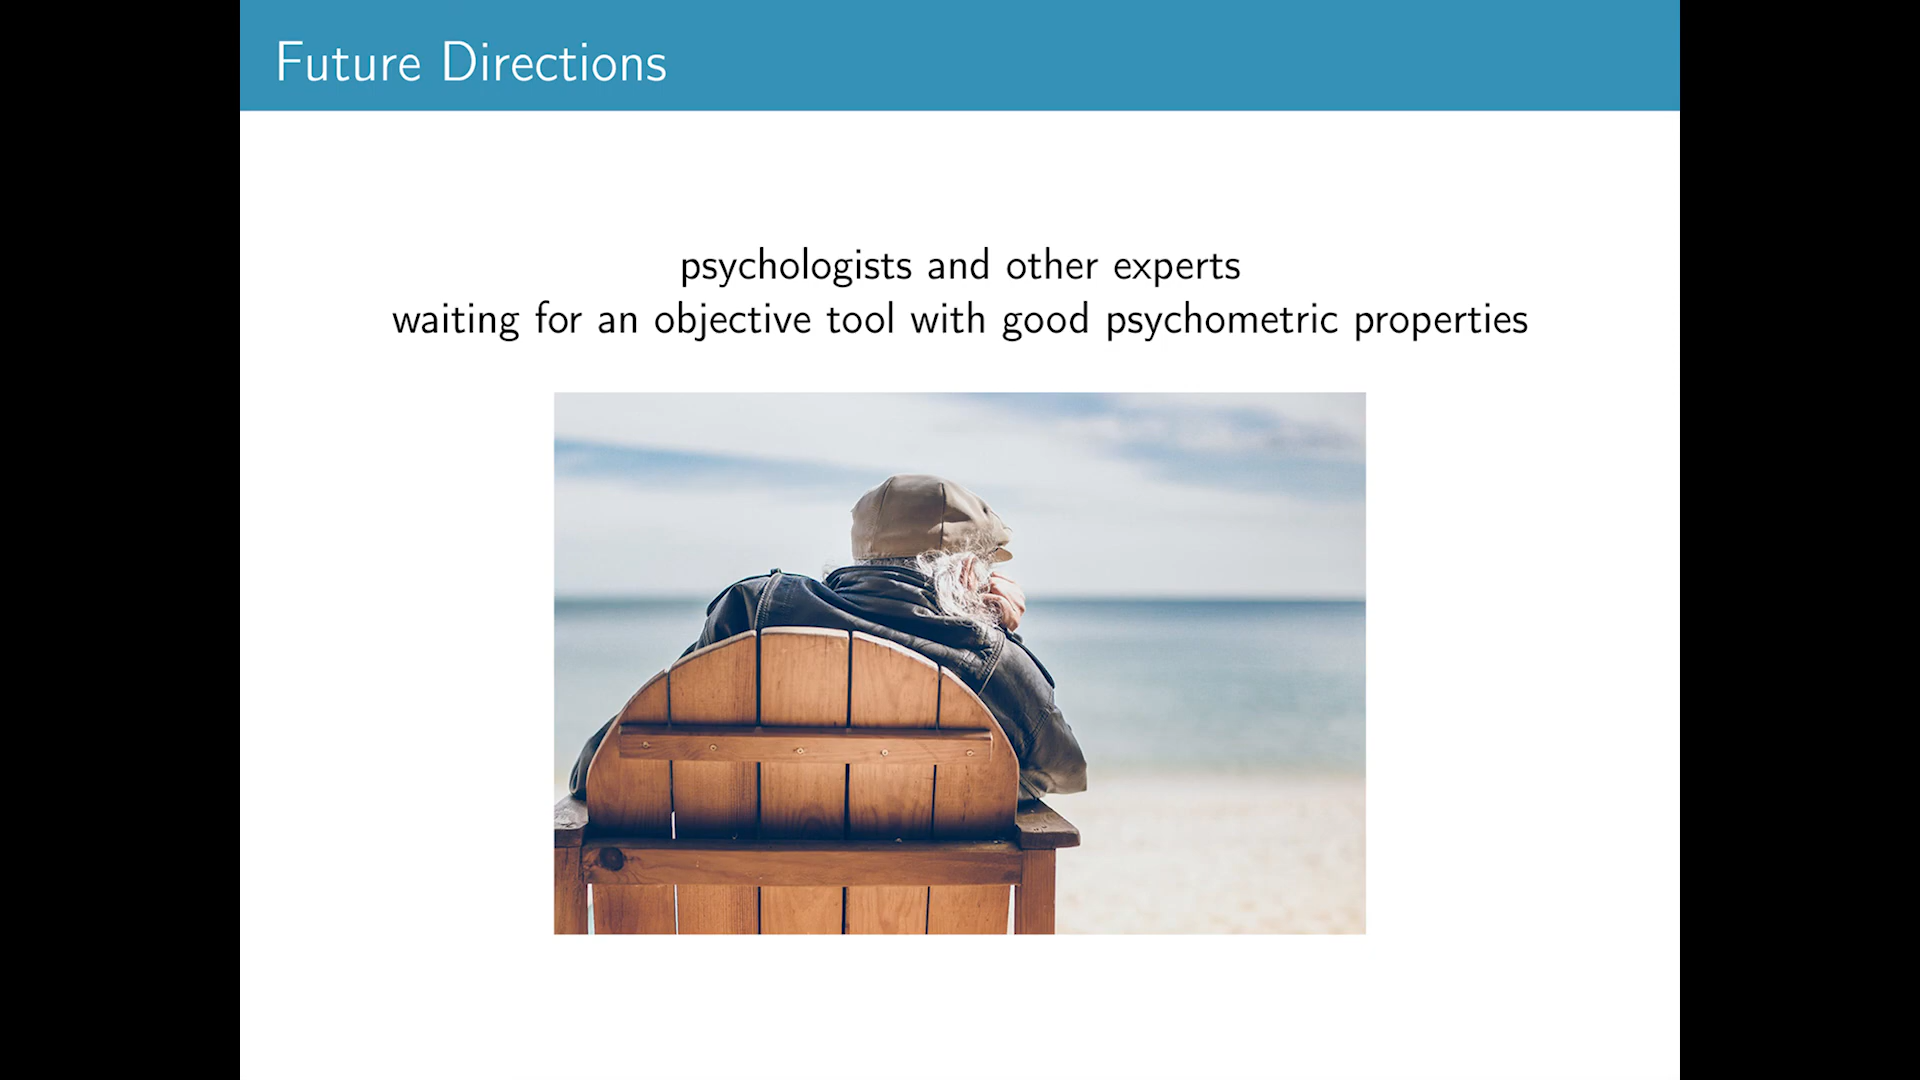 Future Directions
psychologists and other experts
waiting for an objective tool with good psychometric properties